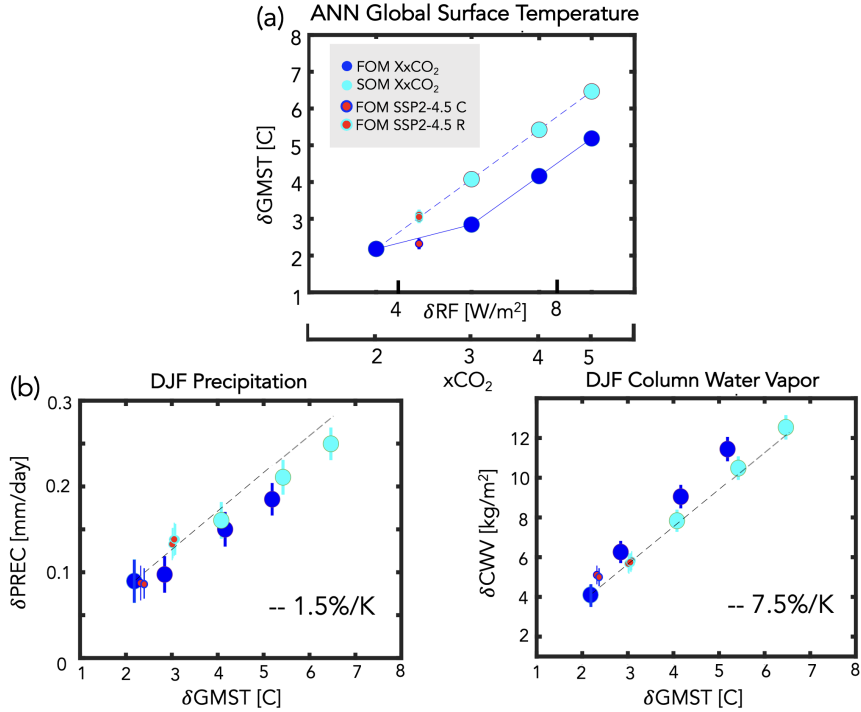 (a) ANN Global Surface Temperature
8
7
6
5
4
3
2
1
δGMST [C]
FOM XxCO₂
SOM XxCO₂
FOM SSP2-4.5 C
FOM SSP2-4.5 R
4 δRF [W/m²] 8
2 3 4 5
xCO₂
(b) DJF Precipitation
0.3
0.2
0.1
0
δPREC [mm/day]
-- 1.5%/K
1 2 3 4 5 6 7 8
δGMST [C]
DJF Column Water Vapor
12
10
8
6
4
2
δCWV [kg/m²]
-- 7.5%/K
1 2 3 4 5 6 7 8
δGMST [C]